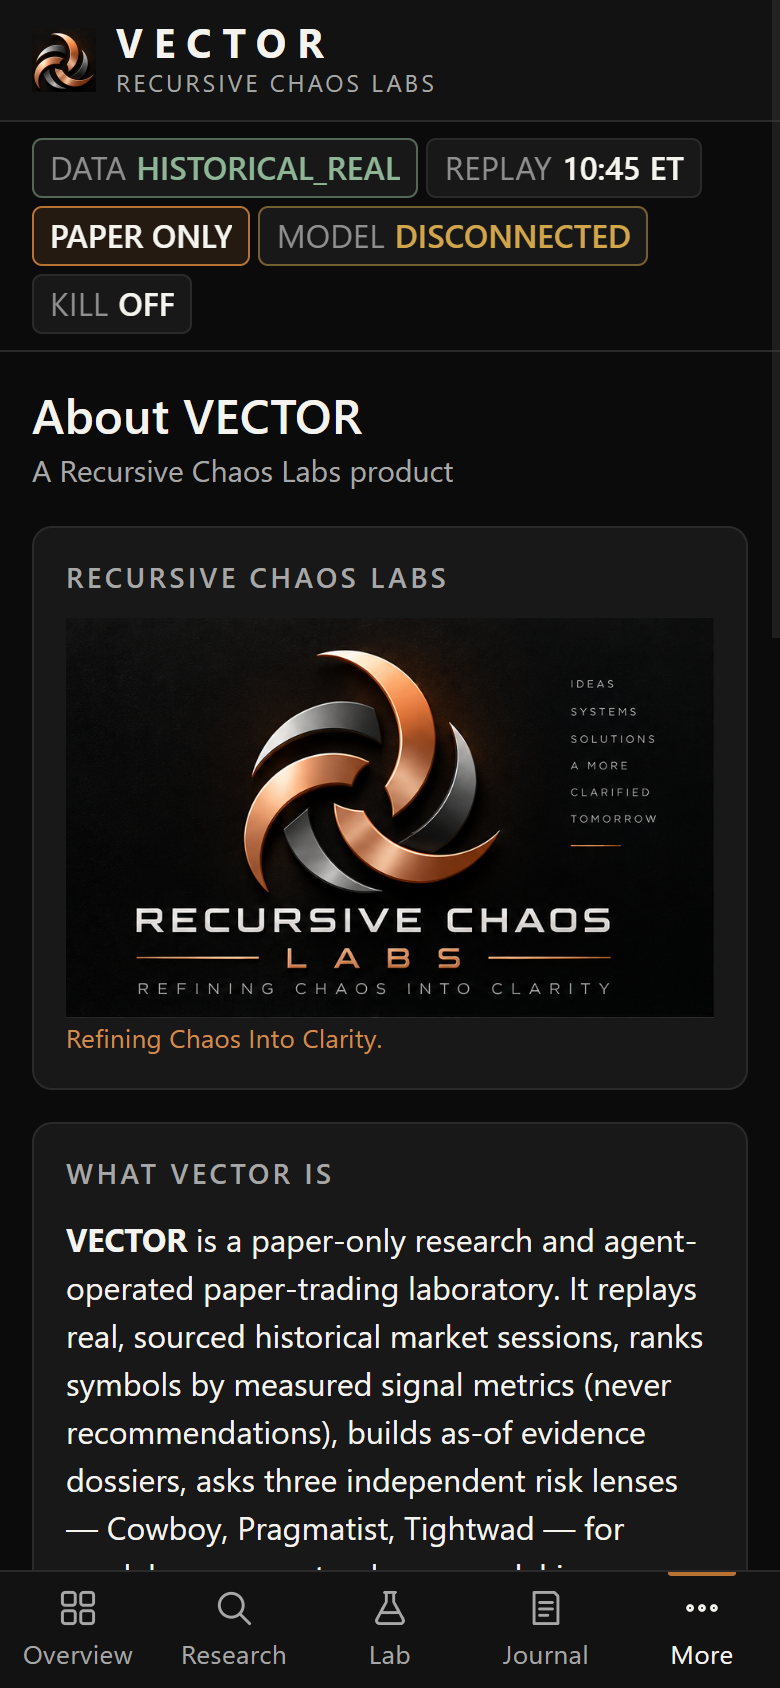 VECTOR
RECURSIVE CHAOS LABS
DATA HISTORICAL_REAL REPLAY 10:45 ET
PAPER ONLY MODEL DISCONNECTED
KILL OFF
About VECTOR
A Recursive Chaos Labs product
RECURSIVE CHAOS LABS
IDEAS
SYSTEMS
SOLUTIONS
A MORE
CLARIFIED
TOMORROW
RECURSIVE CHAOS
LABS
REFINING CHAOS INTO CLARITY
Refining Chaos Into Clarity.
WHAT VECTOR IS
VECTOR is a paper-only research and agent-
operated paper-trading laboratory. It replays
real, sourced historical market sessions, ranks
symbols by measured signal metrics (never
recommendations), builds as-of evidence
dossiers, asks three independent risk lenses
— Cowboy, Pragmatist, Tightwad — for
Overview Research Lab Journal More